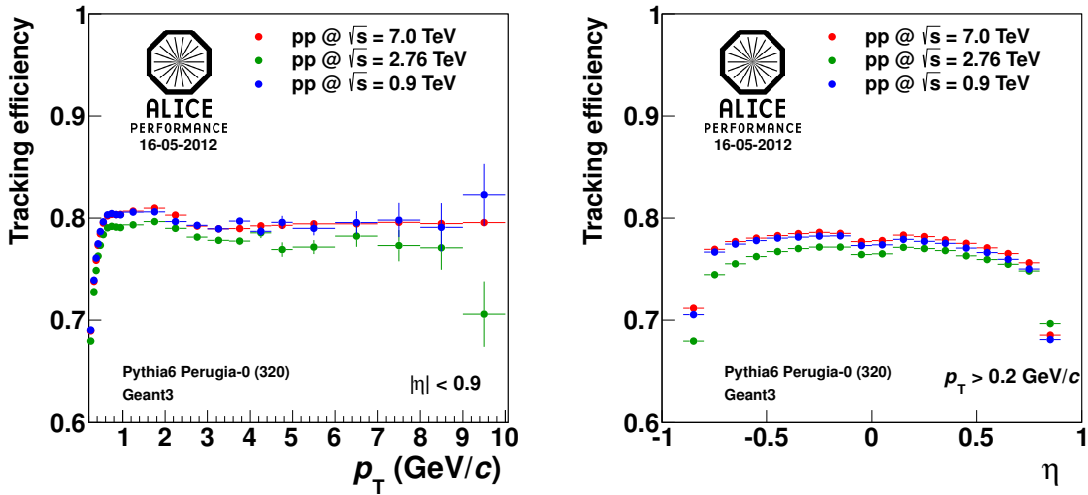 Tracking efficiency
1
0.9
0.8
0.7
0.6
ALICE
PERFORMANCE
16-05-2012
pp @ √s = 7.0 TeV
pp @ √s = 2.76 TeV
pp @ √s = 0.9 TeV
Pythia6 Perugia-0 (320)
Geant3
|η| < 0.9
1 2 3 4 5 6 7 8 9 10
p_T (GeV/c)
Tracking efficiency
1
0.9
0.8
0.7
0.6
ALICE
PERFORMANCE
16-05-2012
pp @ √s = 7.0 TeV
pp @ √s = 2.76 TeV
pp @ √s = 0.9 TeV
Pythia6 Perugia-0 (320)
Geant3
p_T > 0.2 GeV/c
-1 -0.5 0 0.5 1
η